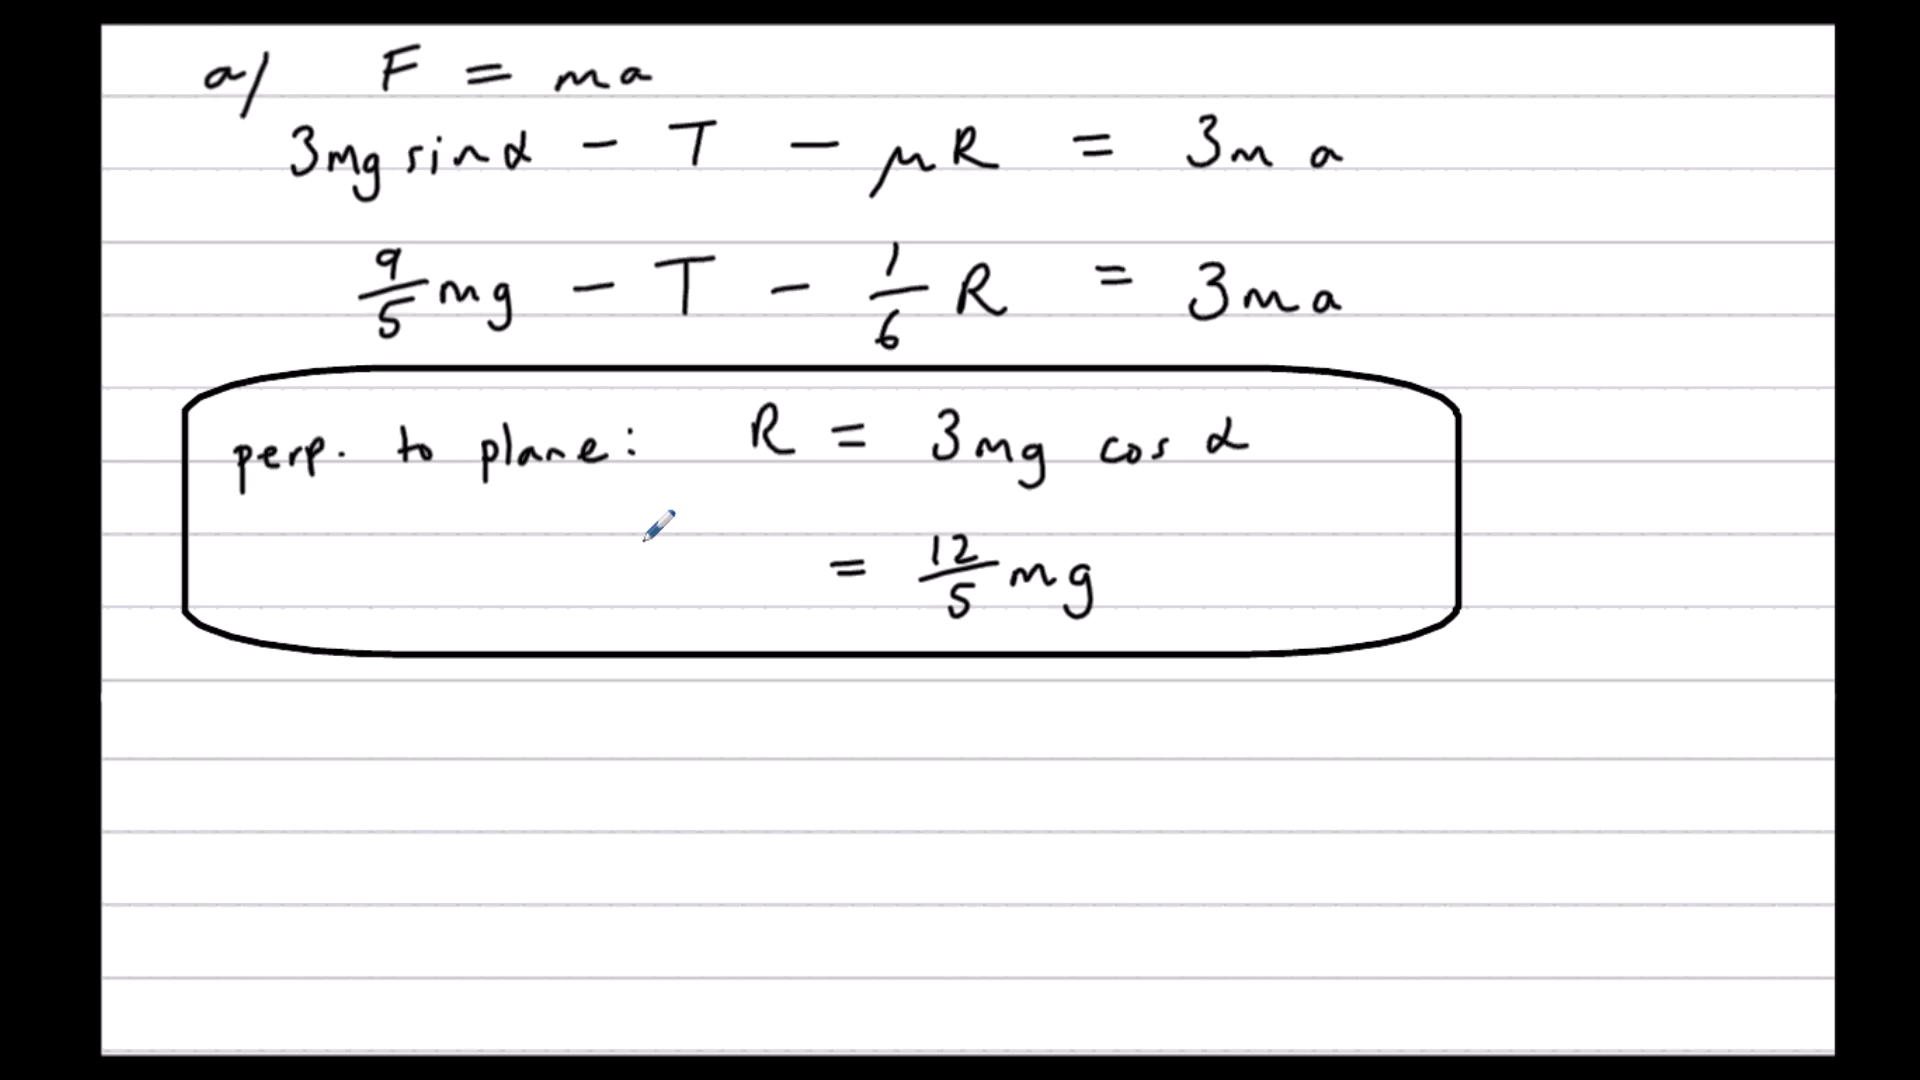 a/ F = ma
3mg sin α - T - μR = 3m a
9/5 mg - T - 1/6 R = 3ma
perp. to plane: R = 3mg cos α
= 12/5 mg